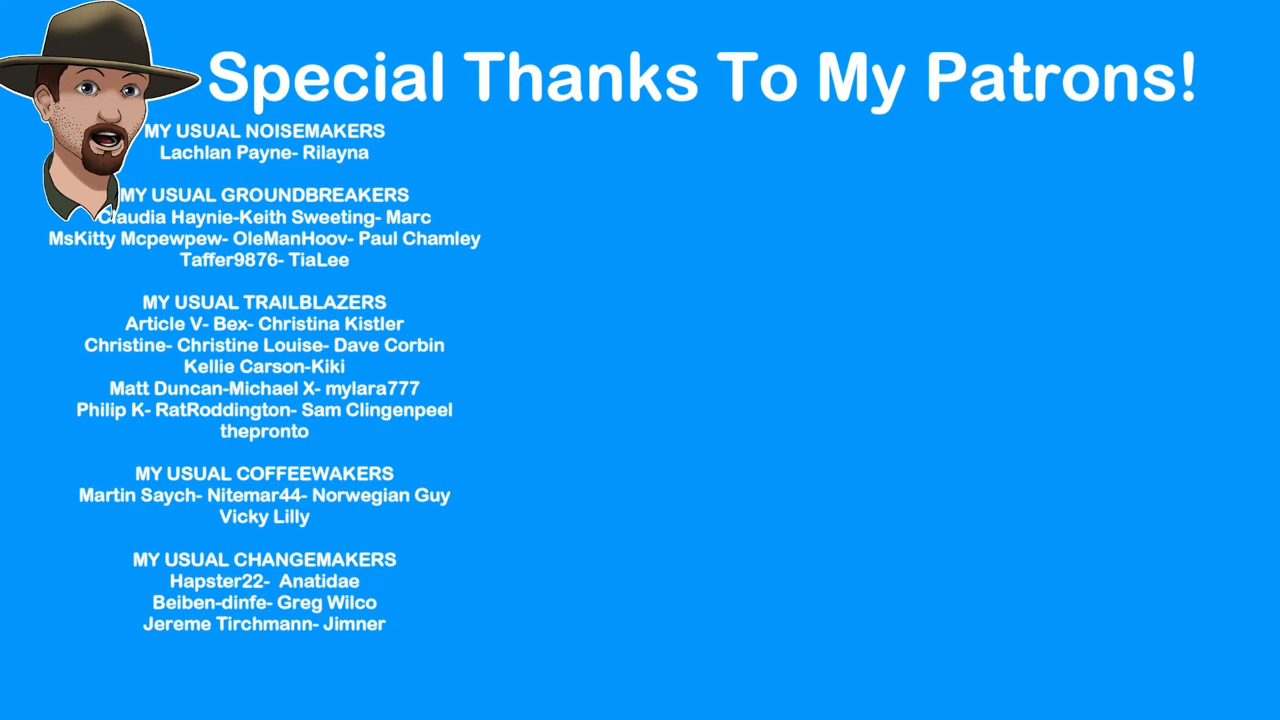 Special Thanks To My Patrons!
MY USUAL NOISEMAKERS
Lachlan Payne- Rilayna
MY USUAL GROUNDBREAKERS
Claudia Haynie-Keith Sweeting- Marc
MsKitty Mcpewpew- OleManHoov- Paul Chamley
Taffer9876- TiaLee
MY USUAL TRAILBLAZERS
Article V- Bex- Christina Kistler
Christine- Christine Louise- Dave Corbin
Kellie Carson-Kiki
Matt Duncan-Michael X- mylara777
Philip K- RatRoddington- Sam Clingenpeel
thepronto
MY USUAL COFFEEWAKERS
Martin Saych- Nitemar44- Norwegian Guy
Vicky Lilly
MY USUAL CHANGEMAKERS
Hapster22-  Anatidae
Beiben-dinfe- Greg Wilco
Jereme Tirchmann- Jimner